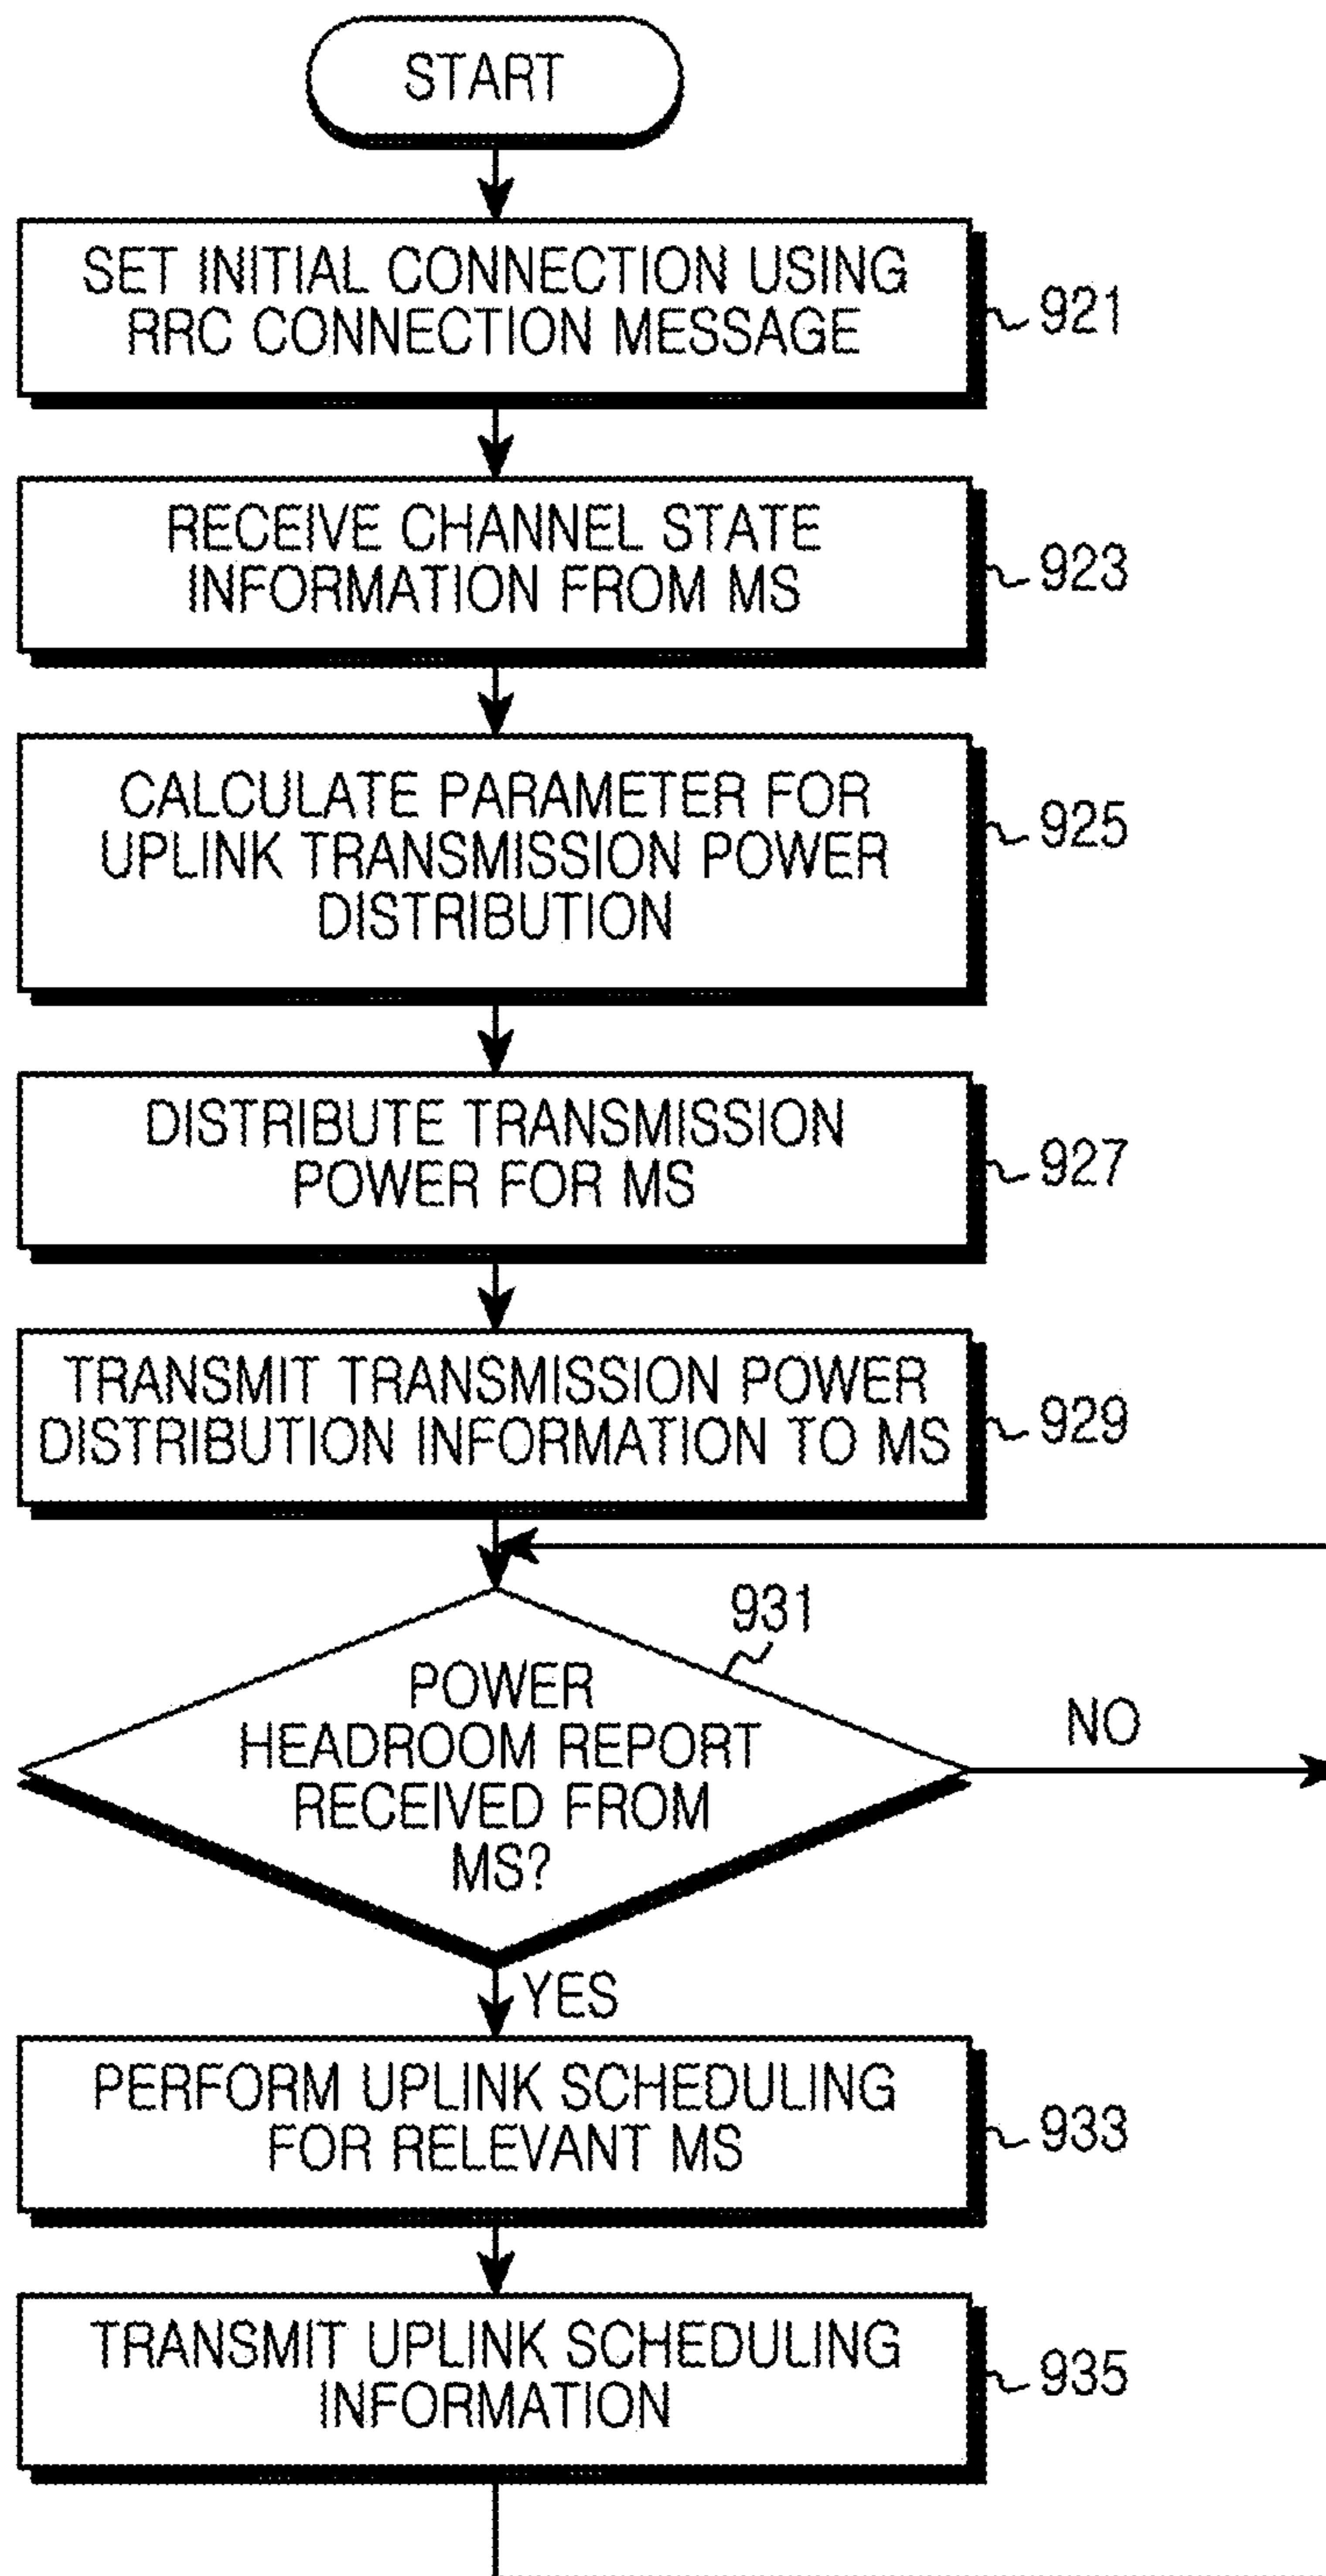 START
SET INITIAL CONNECTION USING
RRC CONNECTION MESSAGE
921
RECEIVE CHANNEL STATE
INFORMATION FROM MS
923
CALCULATE PARAMETER FOR
UPLINK TRANSMISSION POWER
DISTRIBUTION
925
DISTRIBUTE TRANSMISSION
POWER FOR MS
927
TRANSMIT TRANSMISSION POWER
DISTRIBUTION INFORMATION TO MS
929
931
POWER
HEADROOM REPORT
RECEIVED FROM
MS?
NO
YES
PERFORM UPLINK SCHEDULING
FOR RELEVANT MS
933
TRANSMIT UPLINK SCHEDULING
INFORMATION
935